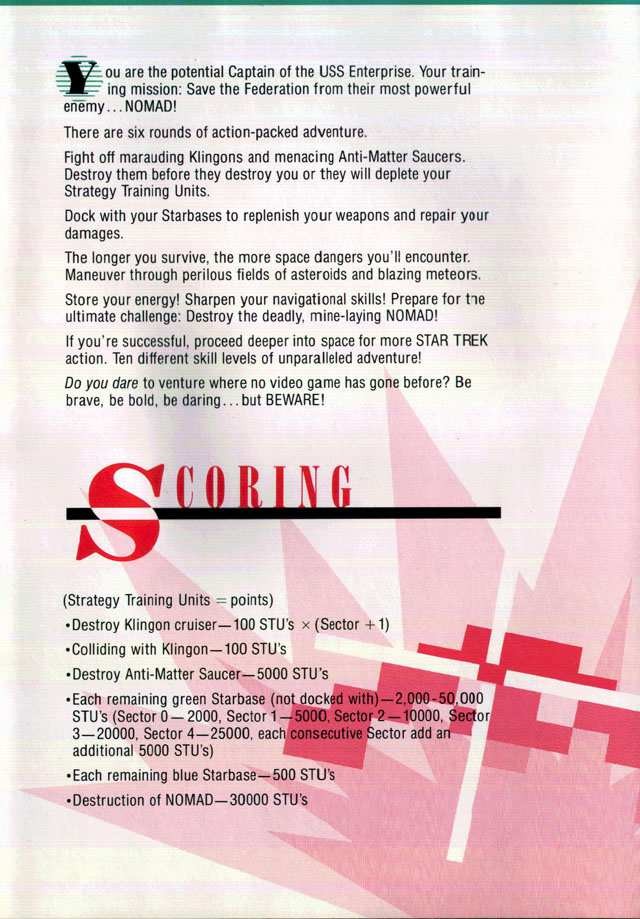 You are the potential Captain of the USS Enterprise. Your train-
ing mission: Save the Federation from their most powerful
enemy...NOMAD!
There are six rounds of action-packed adventure.
Fight off marauding Klingons and menacing Anti-Matter Saucers.
Destroy them before they destroy you or they will deplete your
Strategy Training Units.
Dock with your Starbases to replenish your weapons and repair your
damages.
The longer you survive, the more space dangers you'll encounter.
Maneuver through perilous fields of asteroids and blazing meteors.
Store your energy! Sharpen your navigational skills! Prepare for the
ultimate challenge: Destroy the deadly, mine-laying NOMAD!
If you're successful, proceed deeper into space for more STAR TREK
action. Ten different skill levels of unparalleled adventure!
Do you dare to venture where no video game has gone before? Be
brave, be bold, be daring...but BEWARE!
SCORING
(Strategy Training Units = points)
•Destroy Klingon cruiser—100 STU's × (Sector +1)
•Colliding with Klingon—100 STU's
•Destroy Anti-Matter Saucer—5000 STU's
•Each remaining green Starbase (not docked with)—2,000-50,000
STU's (Sector 0—2000, Sector 1—5000, Sector 2—10000, Sector
3—20000, Sector 4—25000, each consecutive Sector add an
additional 5000 STU's)
•Each remaining blue Starbase—500 STU's
•Destruction of NOMAD—30000 STU's